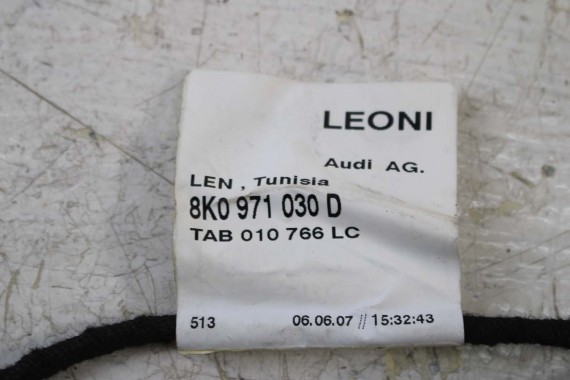 LEONI
Audi AG.
LEN , Tunisia
8K0 971 030 D
TAB 010 766 LC
513 06.06.07 // 15:32:43